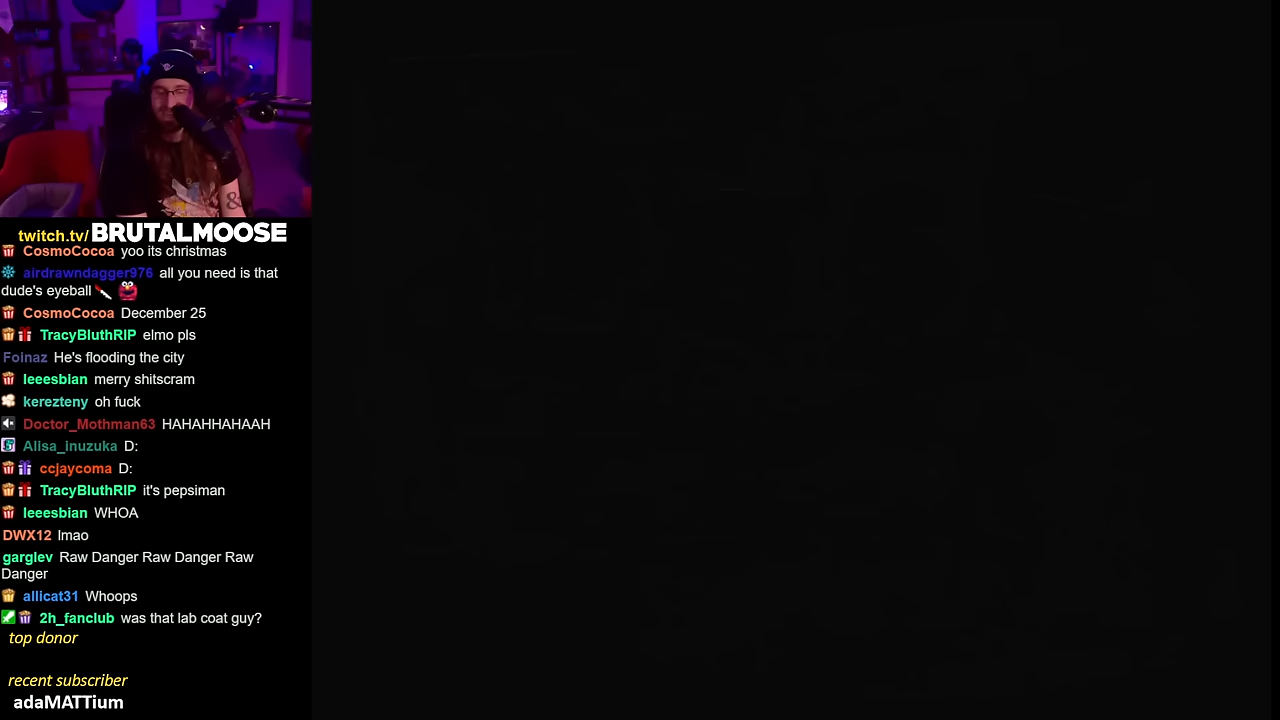 twitch.tv/BRUTALMOOSE
CosmoCocoa yoo its christmas
airdrawndagger976 all you need is that
dude's eyeball
CosmoCocoa December 25
TracyBluthRIP elmo pls
Foinaz He's flooding the city
leeesbian merry shitscram
kerezteny oh fuck
Doctor_Mothman63 HAHAHHAHAAH
Alisa_inuzuka D:
ccjaycoma D:
TracyBluthRIP it's pepsiman
leeesbian WHOA
DWX12 lmao
garglev Raw Danger Raw Danger Raw
Danger
allicat31 Whoops
2h_fanclub was that lab coat guy?
top donor
recent subscriber
adaMATTium